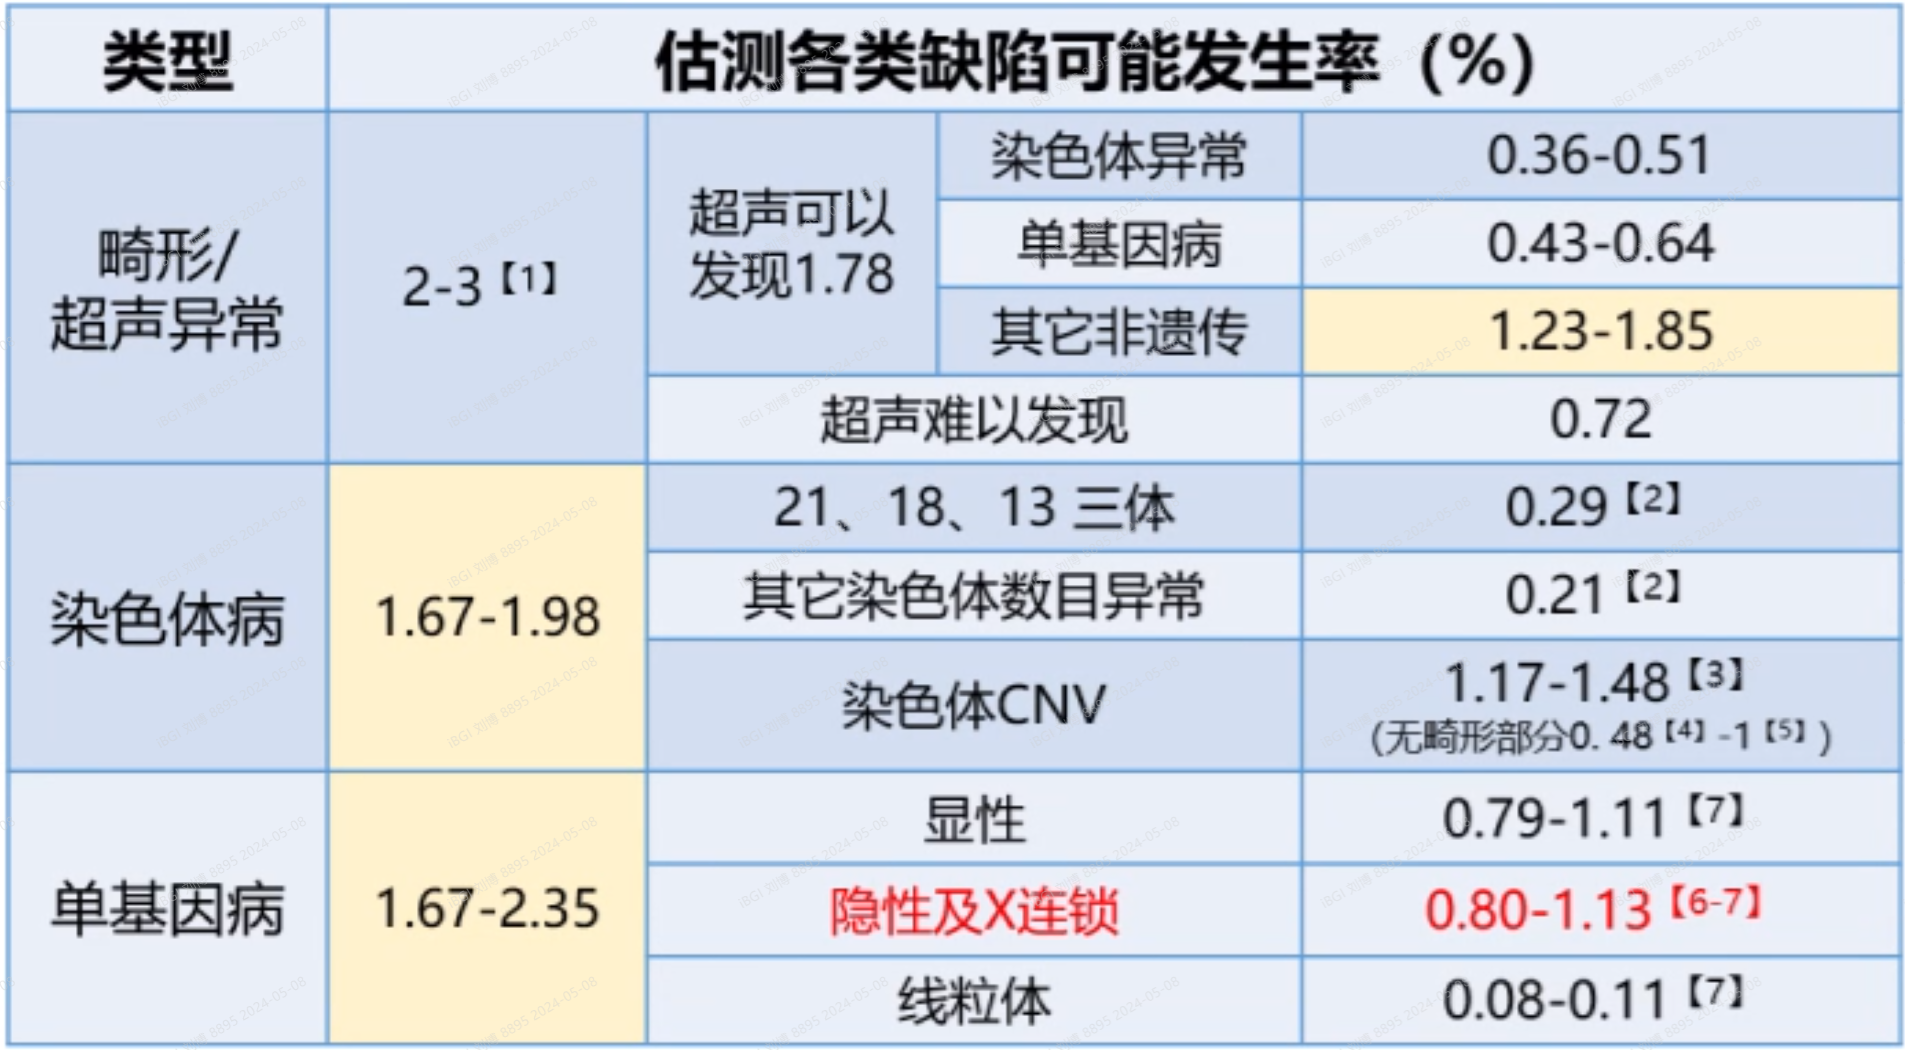 类型
估测各类缺陷可能发生率（%）
畸形/
超声异常
2-3【1】
超声可以
发现1.78
染色体异常
0.36-0.51
单基因病
0.43-0.64
其它非遗传
1.23-1.85
超声难以发现
0.72
染色体病
1.67-1.98
21、18、13 三体
0.29【2】
其它染色体数目异常
0.21【2】
染色体CNV
1.17-1.48【3】
(无畸形部分0.48【4】-1【5】)
单基因病
1.67-2.35
显性
0.79-1.11【7】
隐性及X连锁
0.80-1.13【6-7】
线粒体
0.08-0.11【7】